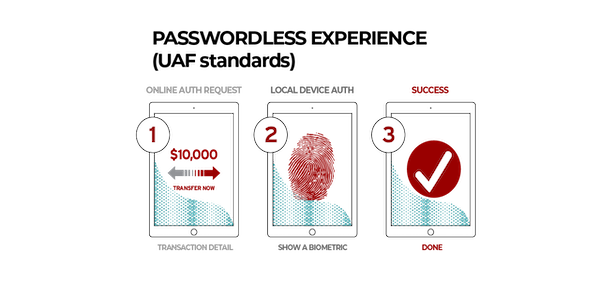 PASSWORDLESS EXPERIENCE
(UAF standards)
ONLINE AUTH REQUEST
1
$10,000
TRANSFER NOW
TRANSACTION DETAIL
LOCAL DEVICE AUTH
2
SHOW A BIOMETRIC
SUCCESS
3
DONE